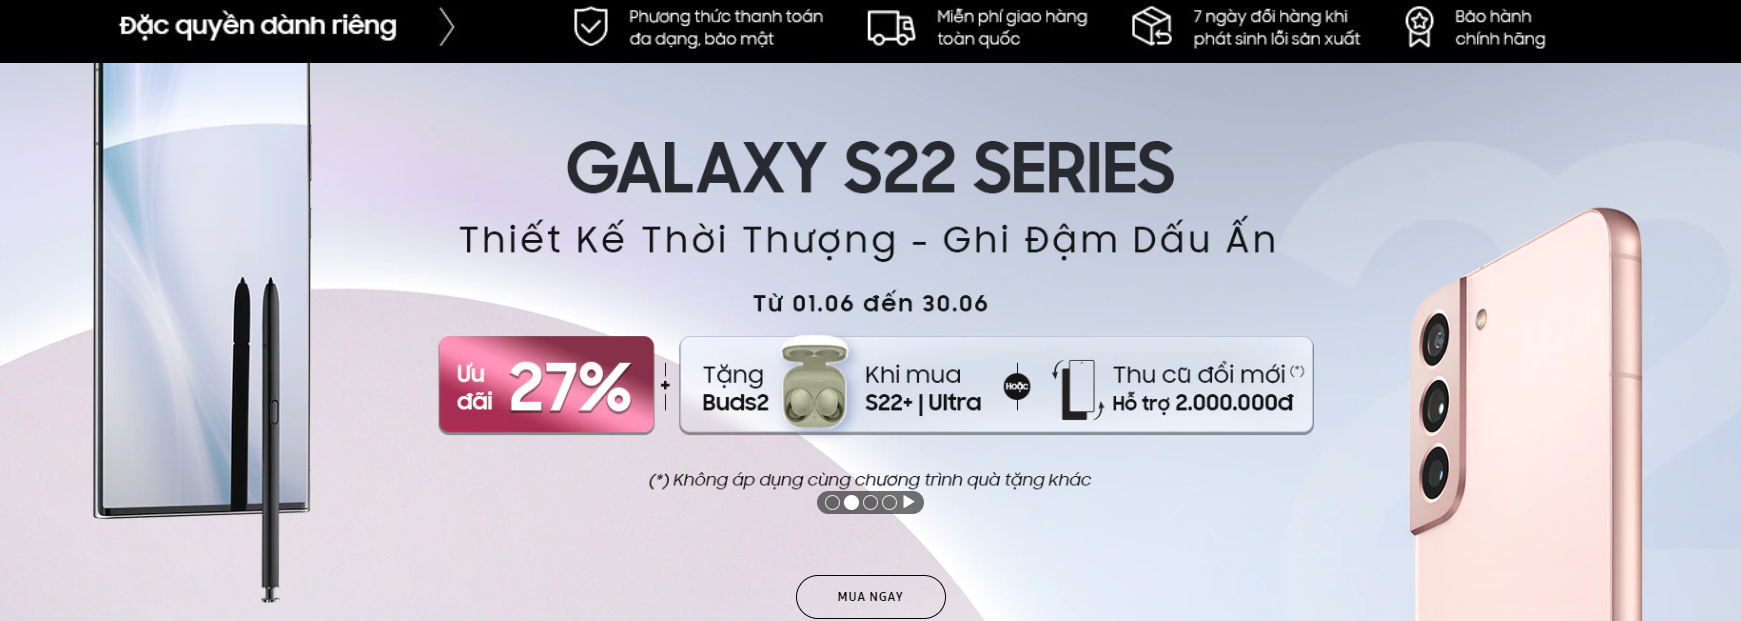 Đặc quyền dành riêng
Phương thức thanh toán
đa dạng, bảo mật
Miễn phí giao hàng
toàn quốc
7 ngày đổi hàng khi
phát sinh lỗi sản xuất
Bảo hành
chính hãng
GALAXY S22 SERIES
Thiết Kế Thời Thượng - Ghi Đậm Dấu Ấn
Từ 01.06 đến 30.06
Ưu
đãi
27%
+
Tặng
Buds2
Khi mua
S22+ | Ultra
Hoặc
Thu cũ đổi mới (*)
Hỗ trợ 2.000.000đ
(*) Không áp dụng cùng chương trình quà tặng khác
MUA NGAY
22